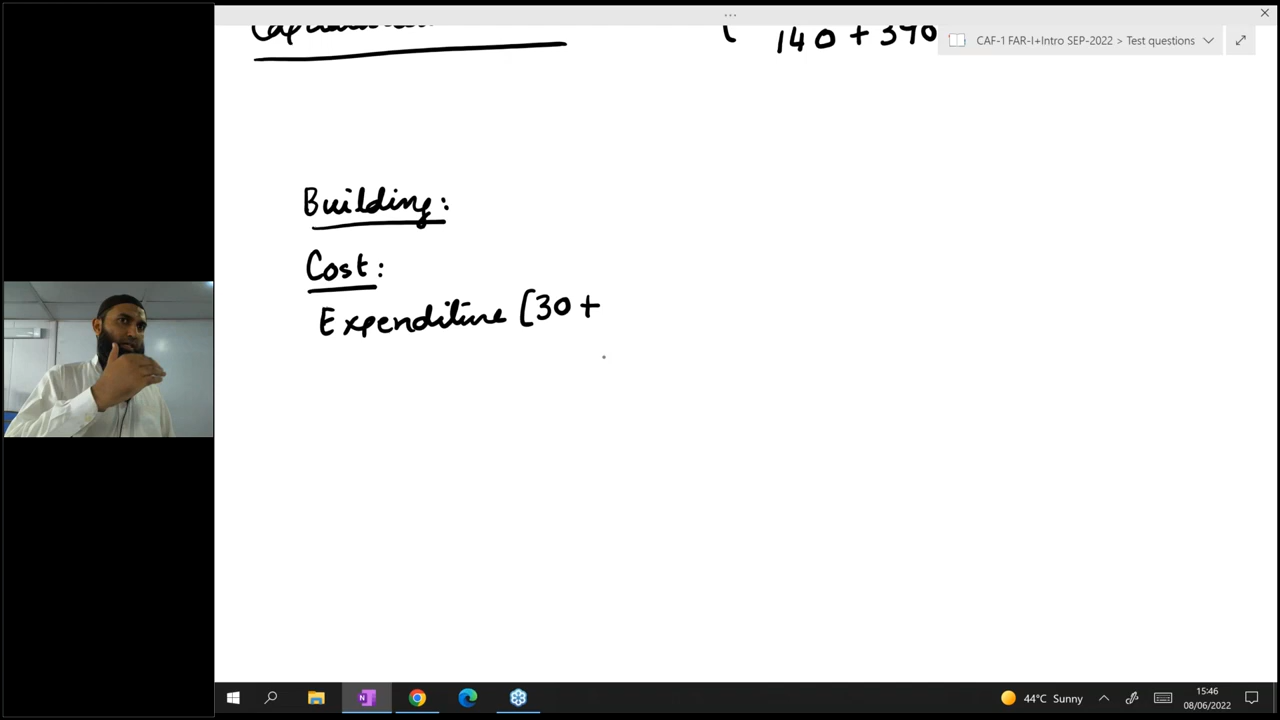 140 + 390
CAF-1 FAR-I+Intro SEP-2022 > Test questions
Building:
Cost:
Expenditure [30 +
44°C Sunny
15:46
08/06/2022